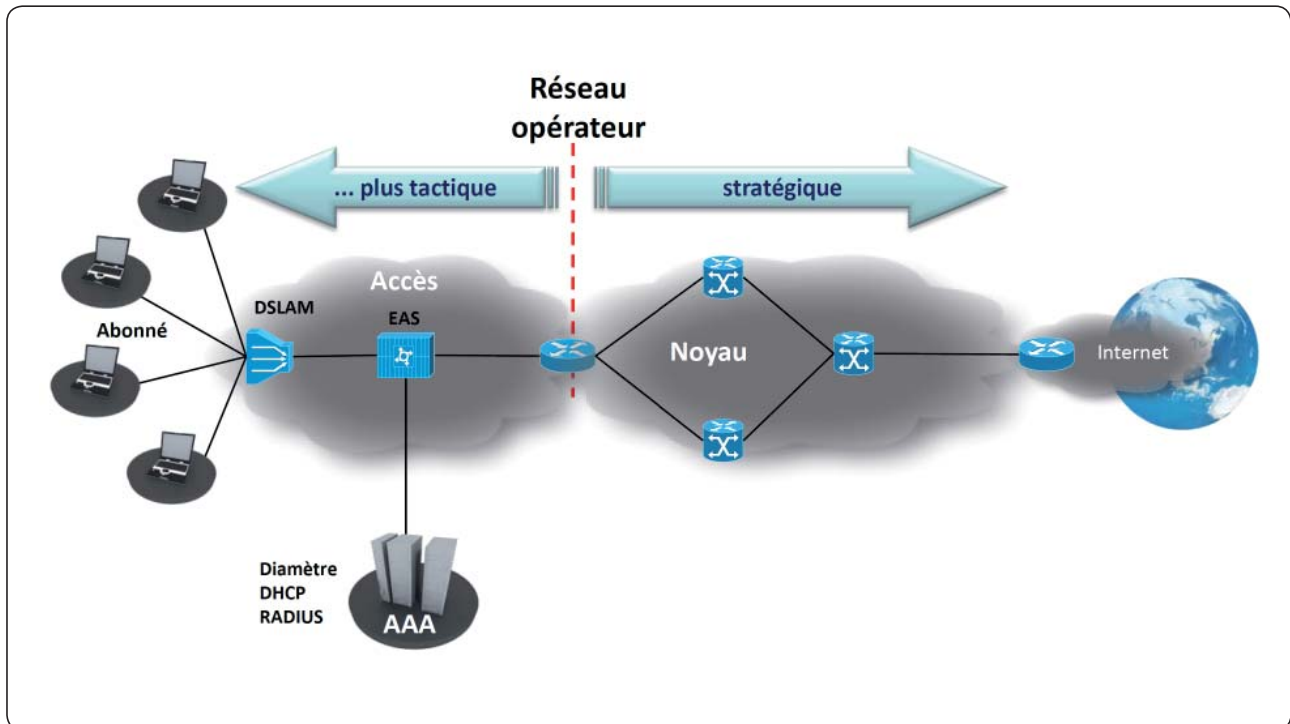 Réseau
opérateur
... plus tactique
stratégique
Accès
DSLAM
EAS
Abonné
Noyau
Internet
Diamètre
DHCP
RADIUS
AAA